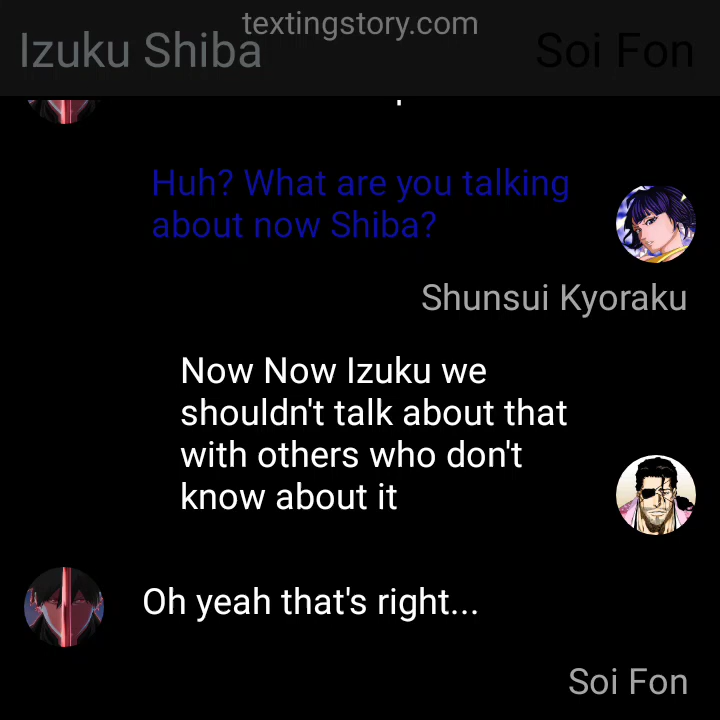 textingstory.com
Izuku Shiba
Soi Fon
Huh? What are you talking
about now Shiba?
Shunsui Kyoraku
Now Now Izuku we
shouldn't talk about that
with others who don't
know about it
Oh yeah that's right...
Soi Fon